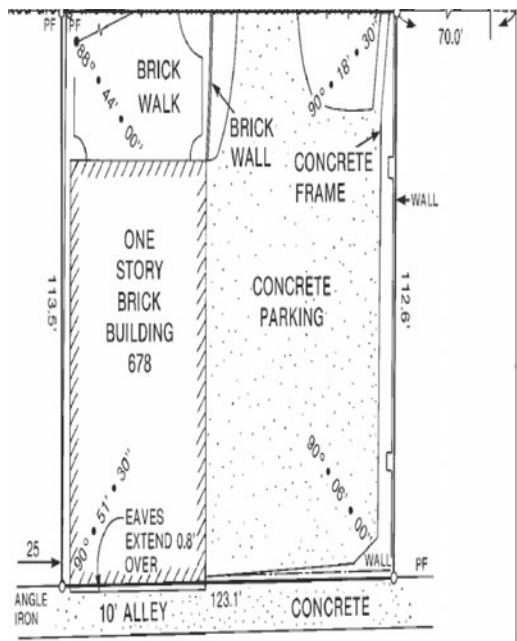 PF
PF
88° 44' 00"
BRICK
WALK
BRICK
WALL
90° 18' 30"
70.0'
CONCRETE
FRAME
WALL
ONE
STORY
BRICK
BUILDING
678
CONCRETE
PARKING
113.5'
112.6'
90° 51' 30"
90° 06' 00"
EAVES
EXTEND 0.8'
OVER
25
WALL
PF
ANGLE
IRON
10' ALLEY
123.1'
CONCRETE